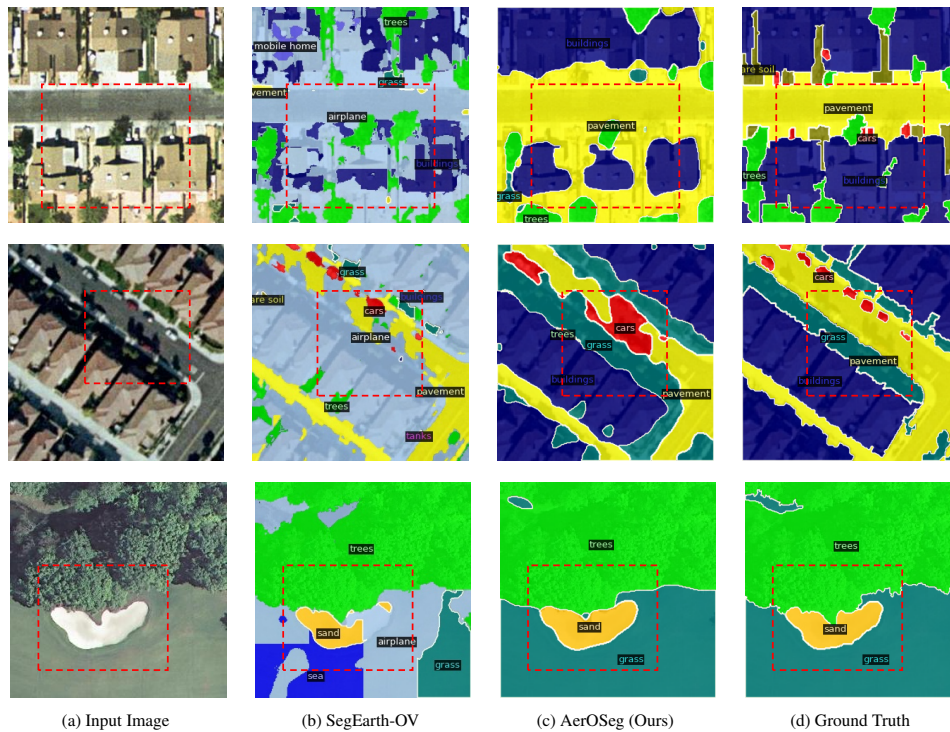 trees
mobile home
grass
vement
airplane
buildings
buildings
pavement
grass
trees
are soil
pavement
cars
trees
buildings
grass
are soil
buildings
cars
airplane
trees
pavement
tanks
cars
trees
grass
buildings
pavement
cars
grass
pavement
buildings
trees
sand
airplane
grass
sea
trees
sand
grass
trees
sand
grass
(a) Input Image
(b) SegEarth-OV
(c) AerOSeg (Ours)
(d) Ground Truth